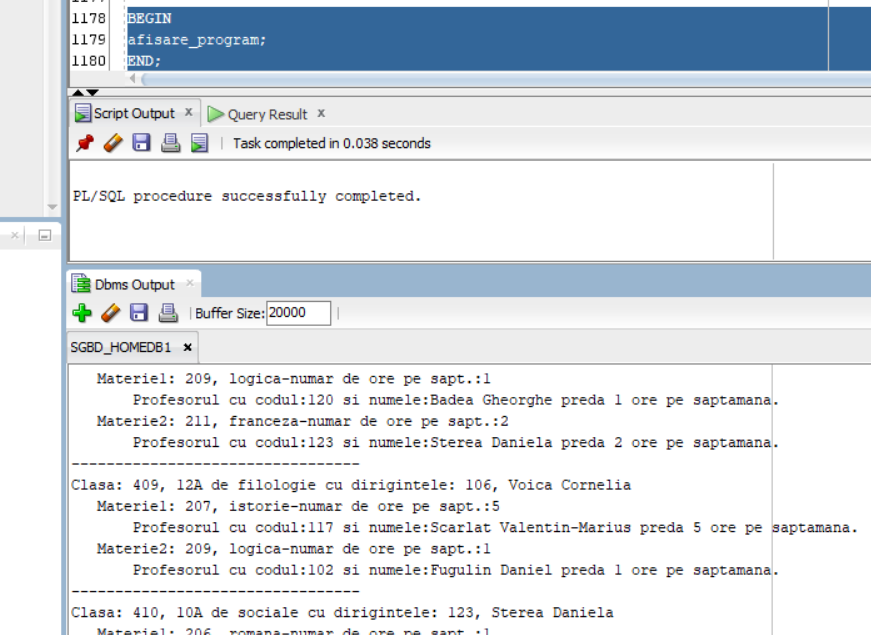 1178 BEGIN
1179 afisare_program;
1180 END;
Script Output x Query Result x
Task completed in 0.038 seconds
PL/SQL procedure successfully completed.
Dbms Output x
Buffer Size: 20000
SGBD_HOMEDB1 x
Materie1: 209, logica-numar de ore pe sapt.:1
Profesorul cu codul:120 si numele:Badea Gheorghe preda 1 ore pe saptamana.
Materie2: 211, franceza-numar de ore pe sapt.:2
Profesorul cu codul:123 si numele:Sterea Daniela preda 2 ore pe saptamana.
--------------------------------
Clasa: 409, 12A de filologie cu dirigintele: 106, Voica Cornelia
Materie1: 207, istorie-numar de ore pe sapt.:5
Profesorul cu codul:117 si numele:Scarlat Valentin-Marius preda 5 ore pe saptamana.
Materie2: 209, logica-numar de ore pe sapt.:1
Profesorul cu codul:102 si numele:Fugulin Daniel preda 1 ore pe saptamana.
--------------------------------
Clasa: 410, 10A de sociale cu dirigintele: 123, Sterea Daniela
Materie1: 206, romana-numar de ore pe sapt.:1